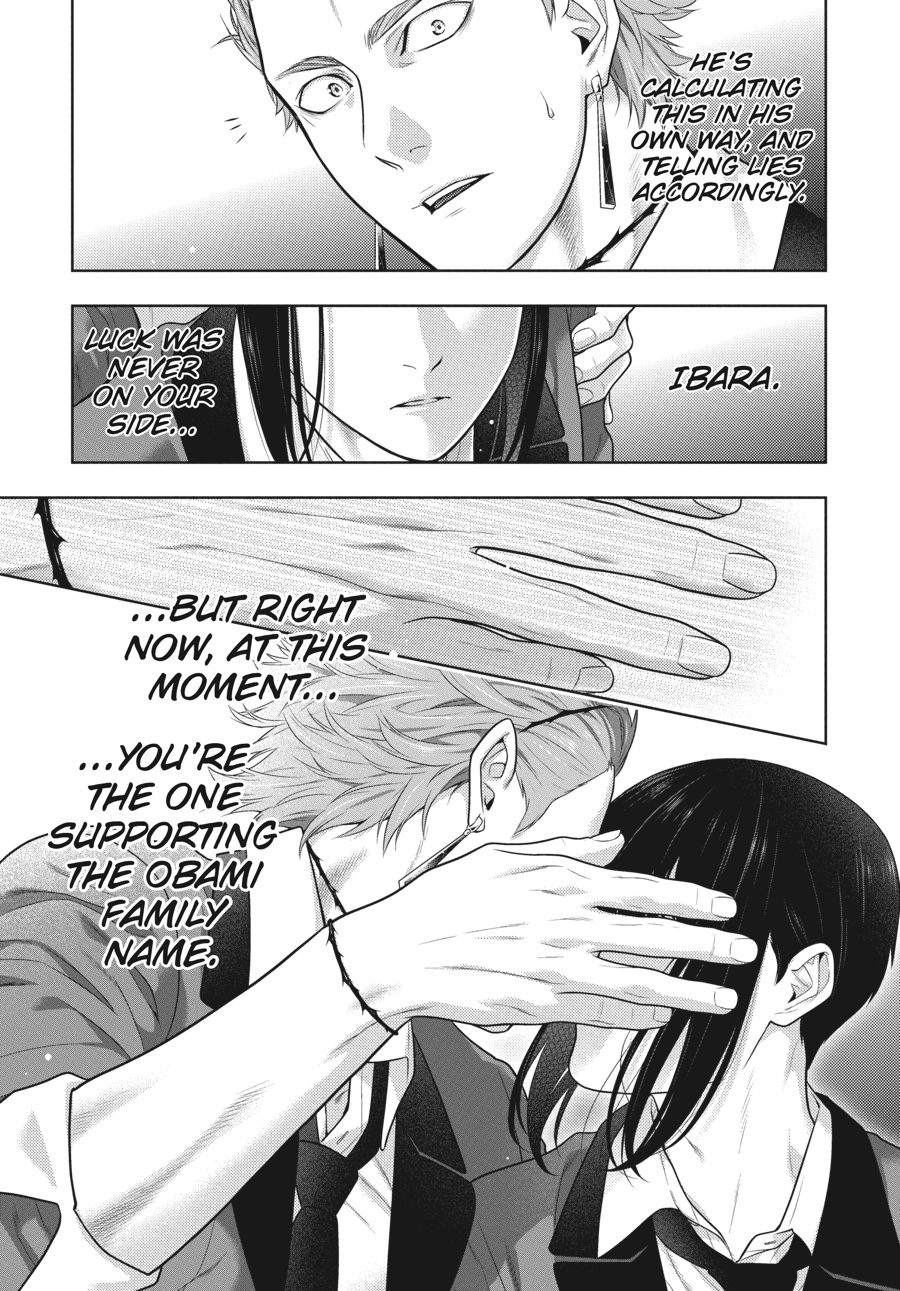 HE'S
CALCULATING
THIS IN HIS
OWN WAY, AND
TELLING LIES
ACCORDINGLY.
IBARA.
LUCK WAS
NEVER
ON YOUR
SIDE...
...BUT RIGHT
NOW, AT THIS
MOMENT...
...YOU'RE
THE ONE
SUPPORTING
THE OBAMI
FAMILY
NAME.